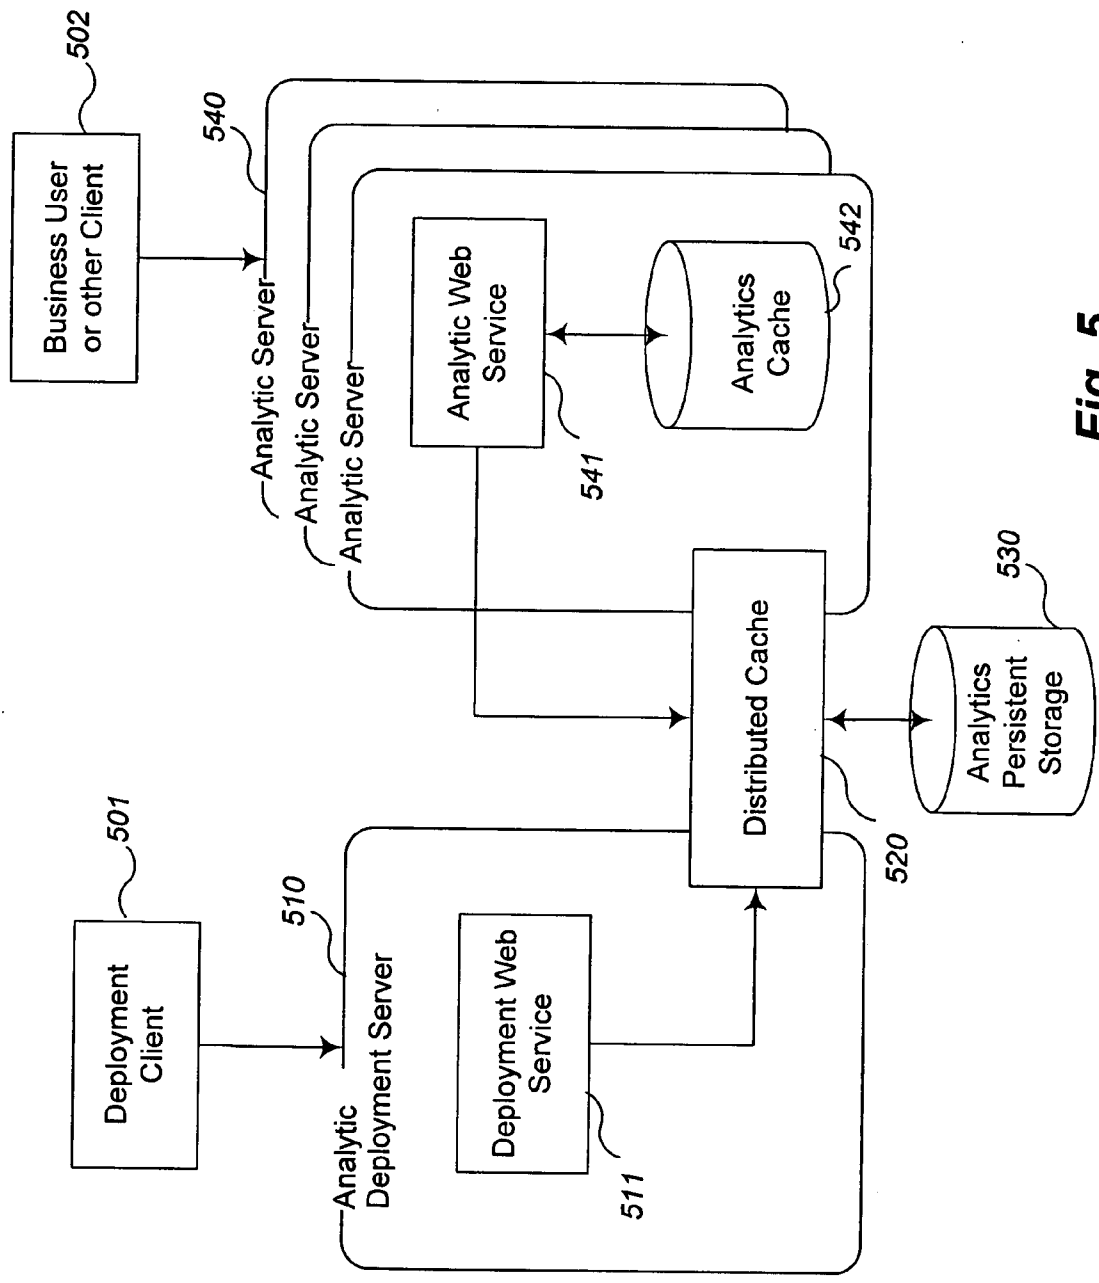 Deployment
Client
501
Business User
or other Client
502
Analytic
Deployment Server
510
Deployment Web
Service
511
Analytic Server
Analytic Server
Analytic Server
540
Analytic Web
Service
541
Analytics
Cache
542
Distributed Cache
520
Analytics
Persistent
Storage
530
Fig. 5